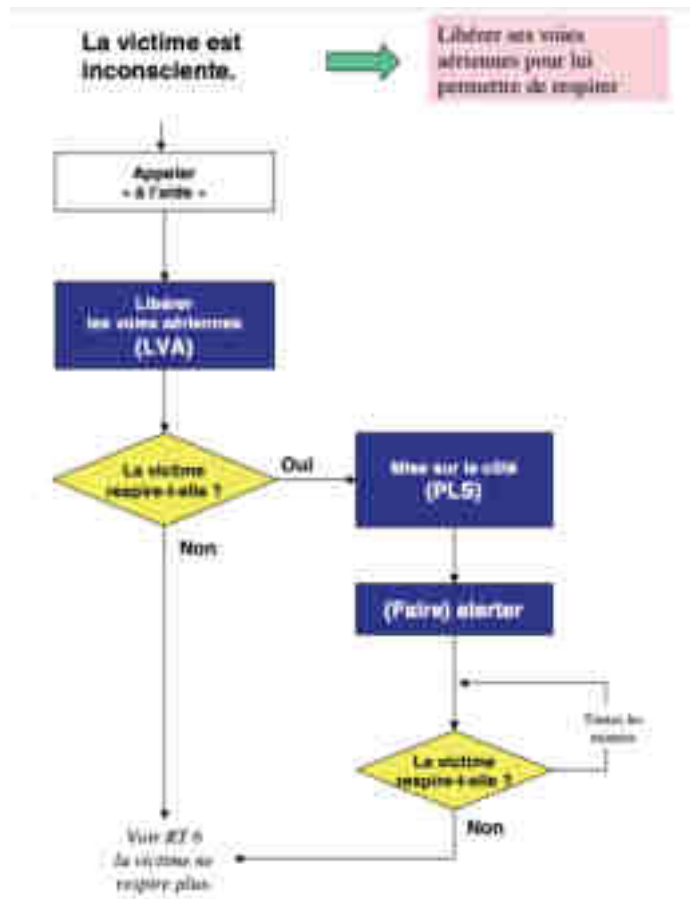 La victime est
inconsciente.
Libérer ses voies
aériennes pour lui
permettre de respirer
Appeler
« à l'aide »
Libérer
les voies aériennes
(LVA)
La victime
respire-t-elle ?
Oui
Non
Mise sur le côté
(PLS)
(Faire) alerter
Toutes les
minutes
La victime
respire-t-elle ?
Non
Voir
6
la victime ne
respire plus.